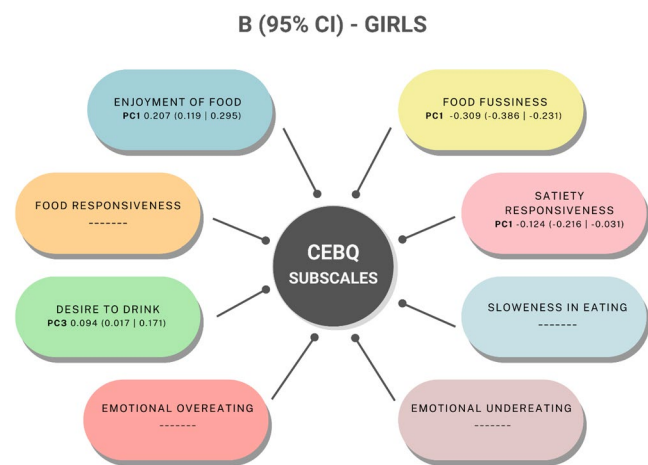 B (95% CI) - GIRLS
ENJOYMENT OF FOOD
PC1 0.207 (0.119 | 0.295)
FOOD FUSSINESS
PC1 -0.309 (-0.386 | -0.231)
FOOD RESPONSIVENESS
-------
SATIETY
RESPONSIVENESS
PC1 -0.124 (-0.216 | -0.031)
CEBQ
SUBSCALES
DESIRE TO DRINK
PC3 0.094 (0.017 | 0.171)
SLOWENESS IN EATING
-------
EMOTIONAL OVEREATING
-------
EMOTIONAL UNDEREATING
-------